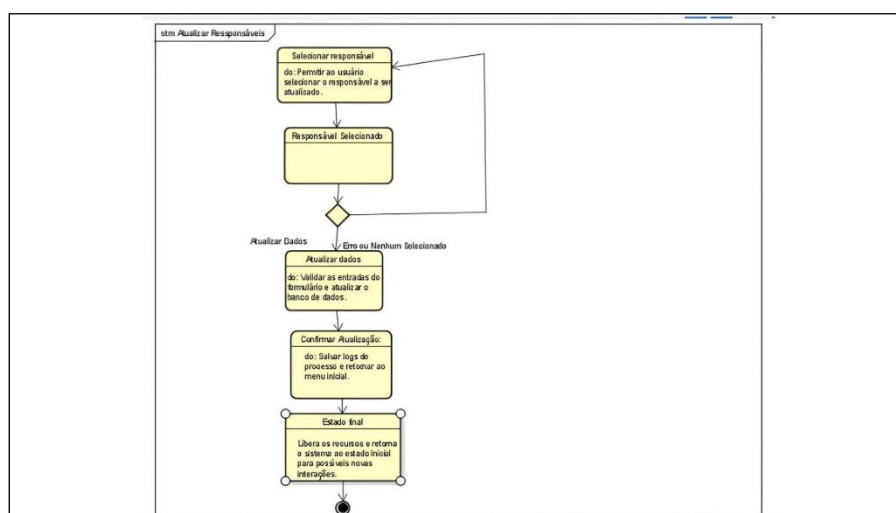 stm Atualizar Ressponsáveis
Selecionar responsável
do: Permitir ao usuário
selecionar o responsável a ser
atualizado.
Responsável Selecionado
Atualizar Dados
Erro ou Nenhum Selecionado
Atualizar dados
do: Validar as entradas do
formulário e atualizar o
banco de dados.
Confirmar Atualização:
do: Salvar logs do
processo e retornar ao
menu inicial.
Estado final
Libera os recursos e retorna
o sistema ao estado inicial
para possíveis novas
interações.